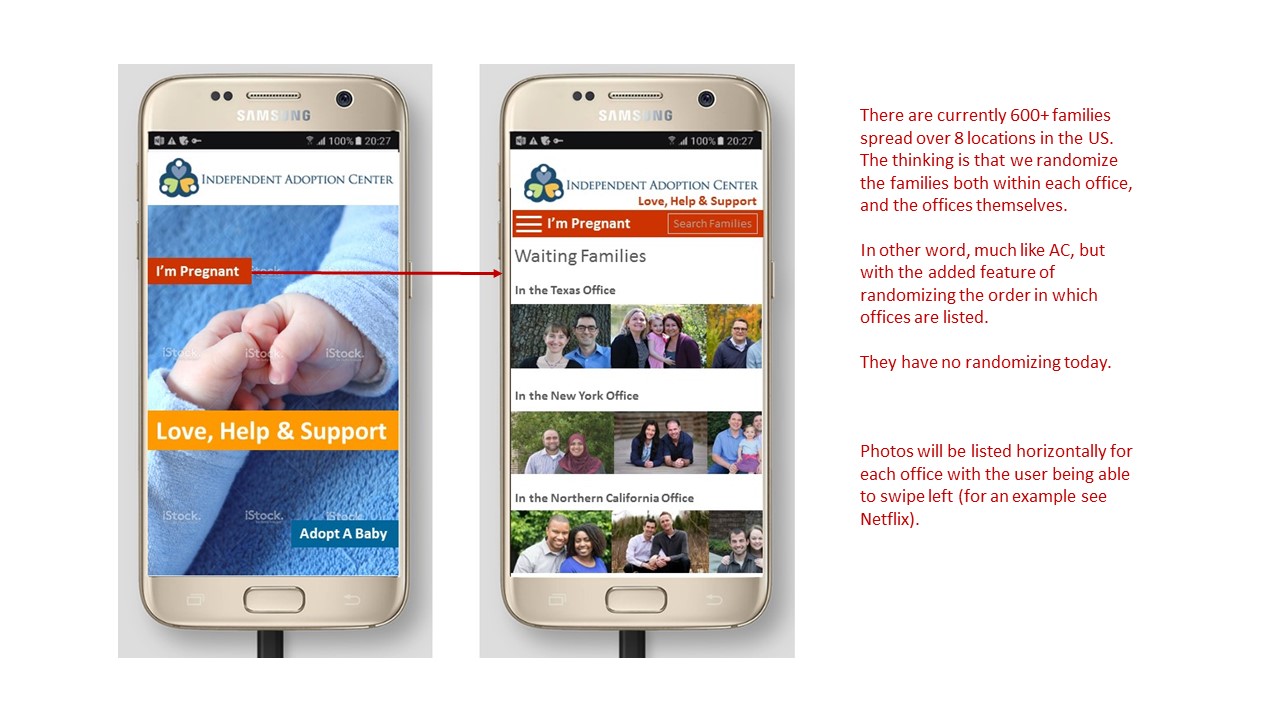 SAMSUNG
100% 20:27
INDEPENDENT ADOPTION CENTER
I'm Pregnant
iStock.
iStock. iStock. iStock.
Love, Help & Support
iStock. iStock. iStock.
Adopt A Baby
SAMSUNG
100% 20:27
INDEPENDENT ADOPTION CENTER
Love, Help & Support
I'm Pregnant
Search Families
Waiting Families
In the Texas Office
In the New York Office
In the Northern California Office
There are currently 600+ families
spread over 8 locations in the US.
The thinking is that we randomize
the families both within each office,
and the offices themselves.
In other word, much like AC, but
with the added feature of
randomizing the order in which
offices are listed.
They have no randomizing today.
Photos will be listed horizontally for
each office with the user being able
to swipe left (for an example see
Netflix).